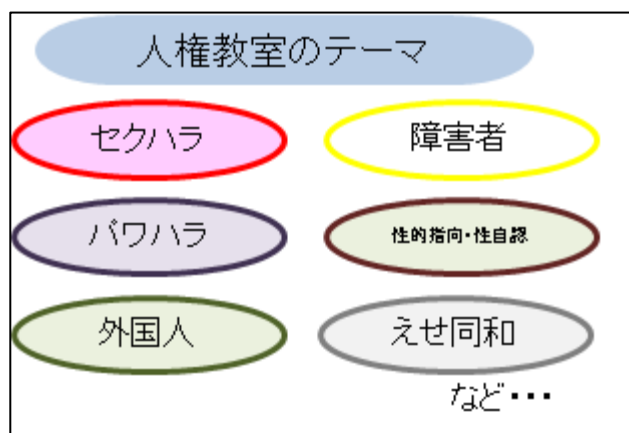 人権教室のテーマ
セクハラ
障害者
パワハラ
性的指向・性自認
外国人
えせ同和
など・・・